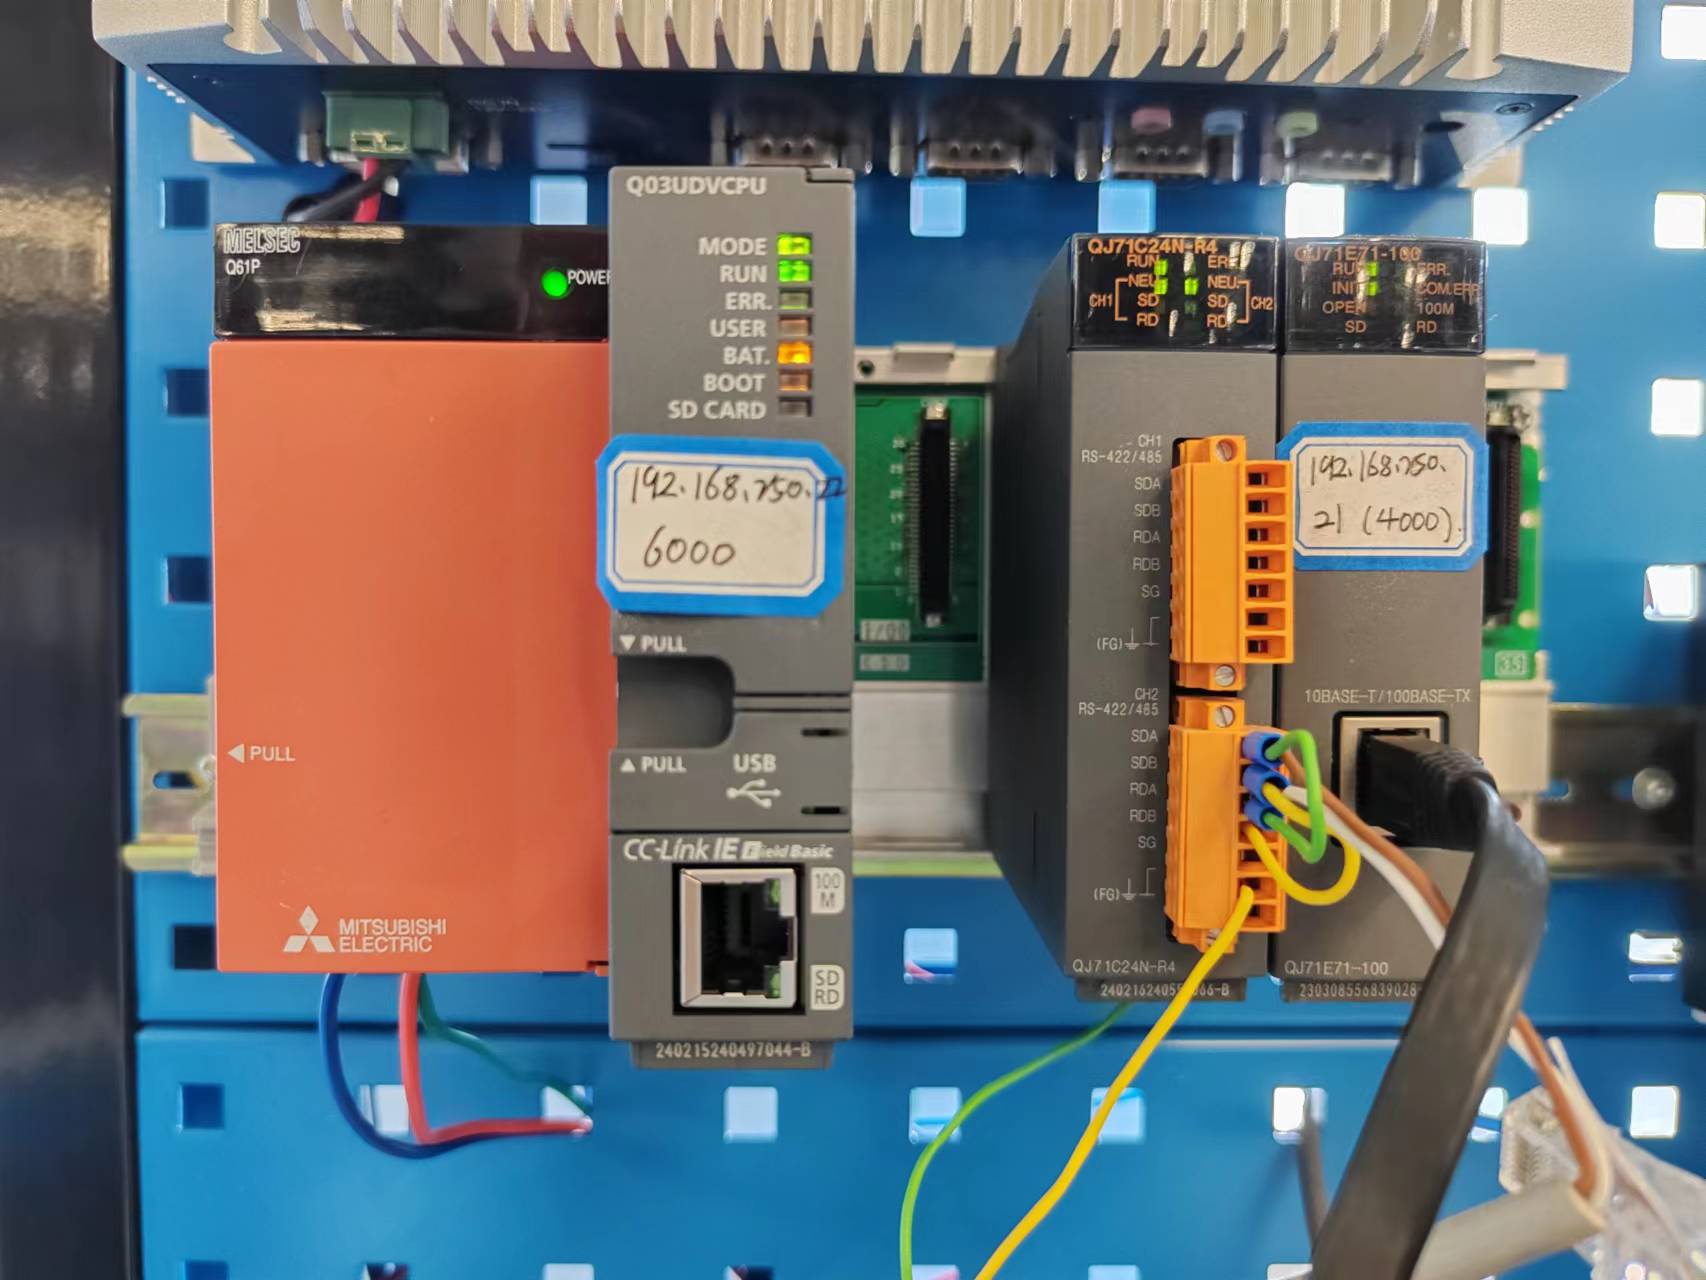 MELSEC
Q61P
POWER
PULL
MITSUBISHI
ELECTRIC
Q03UDVCPU
MODE
RUN
ERR.
USER
BAT.
BOOT
SD CARD
192.168.250.22
6000
PULL
PULL
USB
CC-Link IE Field Basic
100
M
SD
RD
240215240497044-B
QJ71C24N-R4
RUN ERR
NEU NEU
CH1 SD SD CH2
RD RD
CH1
RS-422/485
SDA
SDB
RDA
RDB
SG
(FG)
CH2
RS-422/485
SDA
SDB
RDA
RDB
SG
(FG)
QJ71C24N-R4
QJ71E71-100
RUN ERR.
INIT COM.ERR
OPEN 100M
SD RD
192.168.250.
21 (4000).
10BASE-T/100BASE-TX
QJ71E71-100
230308556839028